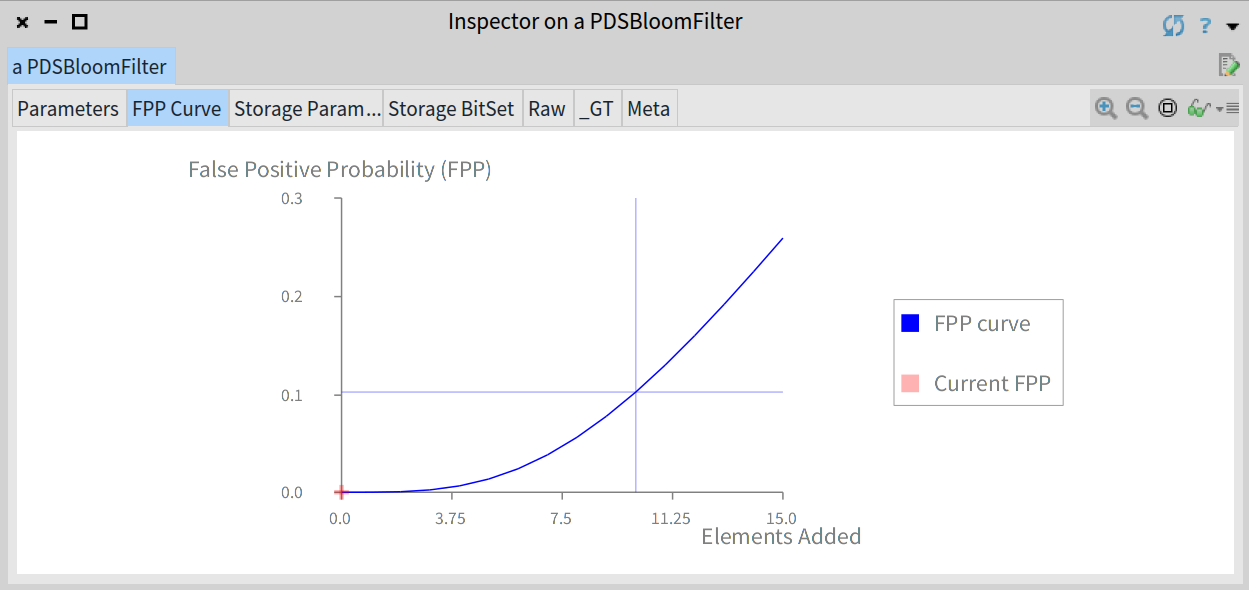 Inspector on a PDSBloomFilter
?
a PDSBloomFilter
Parameters FPP Curve Storage Param... Storage BitSet Raw _GT Meta
False Positive Probability (FPP)
0.3
0.2
0.1
0.0
0.0 3.75 7.5 11.25 15.0
Elements Added
FPP curve
Current FPP